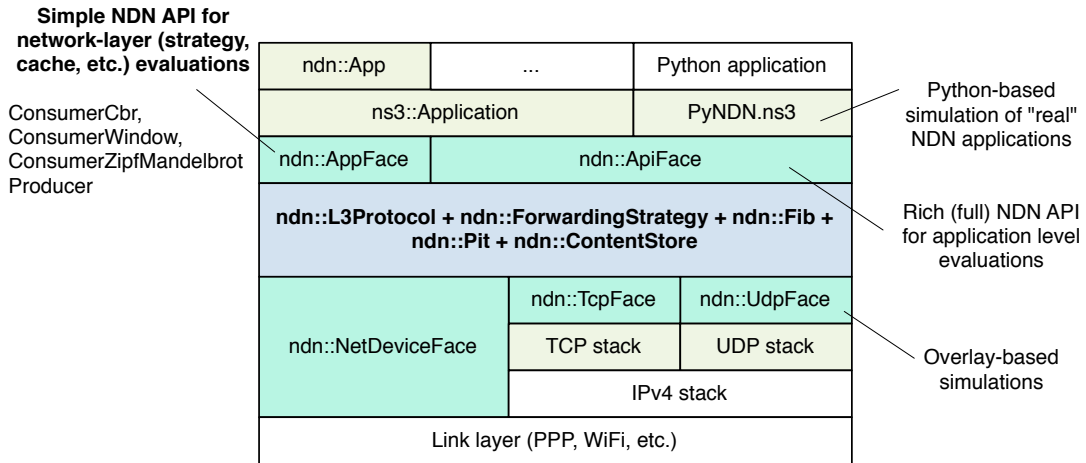 Simple NDN API for
network-layer (strategy,
cache, etc.) evaluations
ConsumerCbr,
ConsumerWindow,
ConsumerZipfMandelbrot
Producer
ndn::App
...
Python application
ns3::Application
PyNDN.ns3
ndn::AppFace
ndn::ApiFace
ndn::L3Protocol + ndn::ForwardingStrategy + ndn::Fib +
ndn::Pit + ndn::ContentStore
ndn::NetDeviceFace
ndn::TcpFace
ndn::UdpFace
TCP stack
UDP stack
IPv4 stack
Link layer (PPP, WiFi, etc.)
Python-based
simulation of "real"
NDN applications
Rich (full) NDN API
for application level
evaluations
Overlay-based
simulations